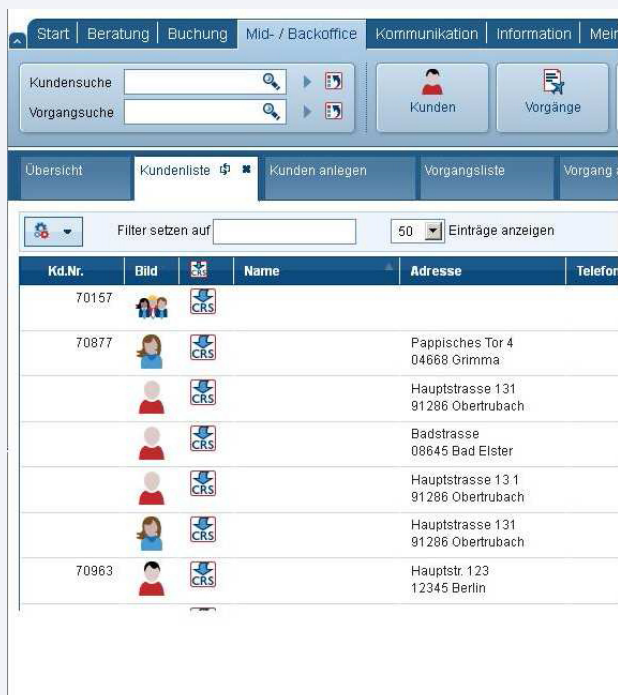 Start Beratung Buchung Mid- / Backoffice Kommunikation Information
Kundensuche
Vorgangsuche
Kunden Vorgänge
Übersicht Kundenliste Kunden anlegen Vorgangsliste Vorgang
Filter setzen auf 50 Einträge anzeigen
Kd.Nr. Bild CRS Name Adresse
70157 CRS
70877 CRS Pappisches Tor 4
04668 Grimma
CRS Hauptstrasse 131
91286 Obertrubach
CRS Badstrasse
08645 Bad Elster
CRS Hauptstrasse 13 1
91286 Obertrubach
CRS Hauptstrasse 131
91286 Obertrubach
70963 CRS Hauptstr. 123
12345 Berlin